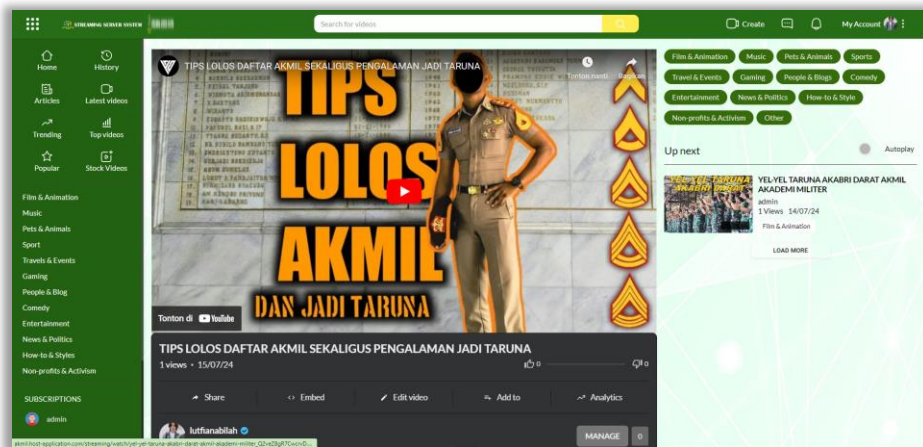 STREAMING SERVER SYSTEM
Search for videos
Create
My Account
Home
History
Articles
Latest videos
Trending
Top videos
Popular
Stock Videos
Film & Animation
Music
Pets & Animals
Sport
Travels & Events
Gaming
People & Blog
Comedy
Entertainment
News & Politics
How-to & Styles
Non-profits & Activism
SUBSCRIPTIONS
admin
TIPS LOLOS DAFTAR AKMIL SEKALIGUS PENGALAMAN JADI TARUNA
Tonton nanti
Bagikan
TIPS
LOLOS
AKMIL
DAN JADI TARUNA
Tonton di YouTube
TIPS LOLOS DAFTAR AKMIL SEKALIGUS PENGALAMAN JADI TARUNA
1 views • 15/07/24
0
0
Share
Embed
Edit video
Add to
Analytics
lutfianabilah
MANAGE
0
Film & Animation
Music
Pets & Animals
Sports
Travel & Events
Gaming
People & Blogs
Comedy
Entertainment
News & Politics
How-to & Style
Non-profits & Activism
Other
Up next
Autoplay
YEL-YEL TARUNA
AKABRI DARAT
YEL-YEL TARUNA AKABRI DARAT AKMIL
AKADEMI MILITER
admin
1 Views 14/07/24
Film & Animation
LOAD MORE